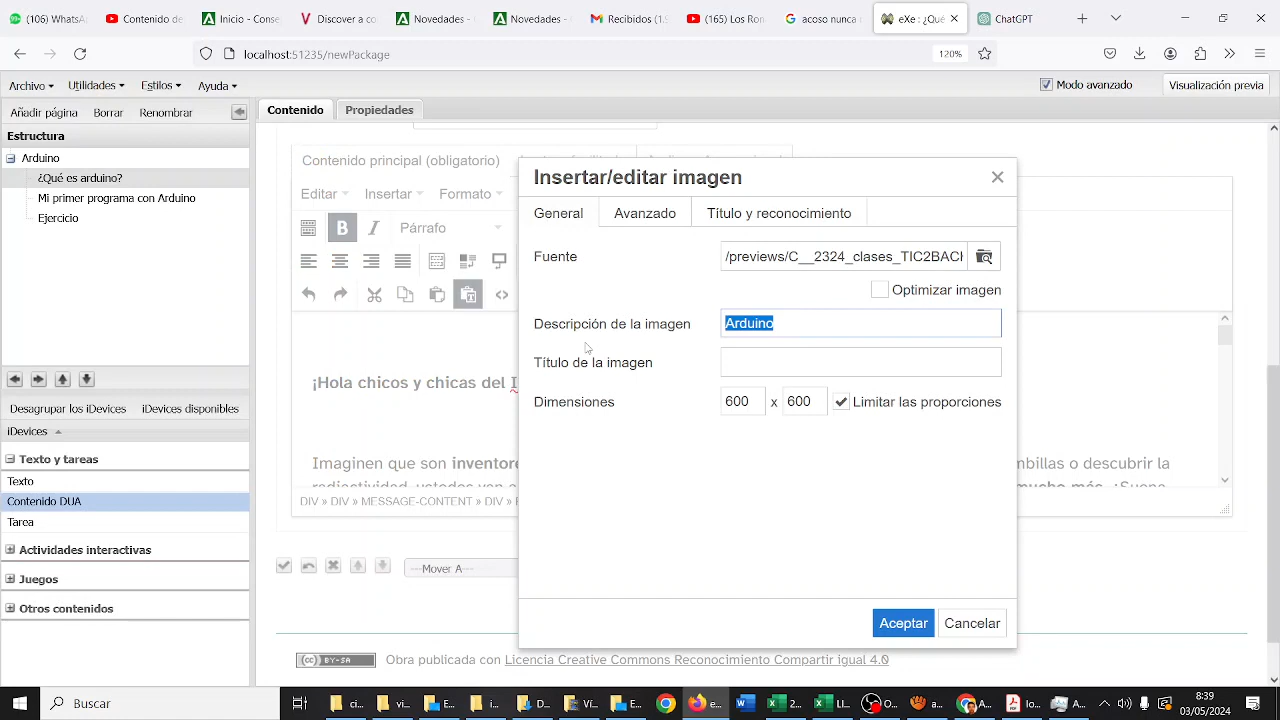 (06) WhatsA
Contenido de
Inicio - Conse
Discover a co
Novedades -
Novedades -
Recibidos (1.9
(165) Los Ron
acoso nunca
eXe : ¿Qué
ChatGPT
localhost:51235/newPackage
120%
Archivo Utilidades Estilos Ayuda
Modo avanzado
Visualización previa
Añadir página Borrar Renombrar
Contenido Propiedades
Estructura
Arduino
¿Qué es arduino?
Mi primer programa con Arduino
Ejercicio
Contenido principal (obligatorio)
Editar Insertar Formato
B I Párrafo
Insertar/editar imagen
General Avanzado Título y reconocimiento
Fuente /previews/C__2324_clases_TIC2BACI
Optimizar imagen
Descripción de la imagen Arduino
Título de la imagen
Dimensiones 600 x 600 Limitar las proporciones
Aceptar Cancelar
¡Hola chicos y chicas del
Imaginen que son inventore
mbillas o descubrir la
DIV » DIV » MESSAGE-CONTENT » DIV »
Desagrupar los iDevices iDevices disponibles
iDevices
Texto y tareas
Texto
Contenido DUA
Tarea
Actividades interactivas
Juegos
Otros contenidos
---Mover A---
CC BY-SA Obra publicada con Licencia Creative Commons Reconocimiento Compartir igual 4.0
Buscar
8:39
03/05/2024